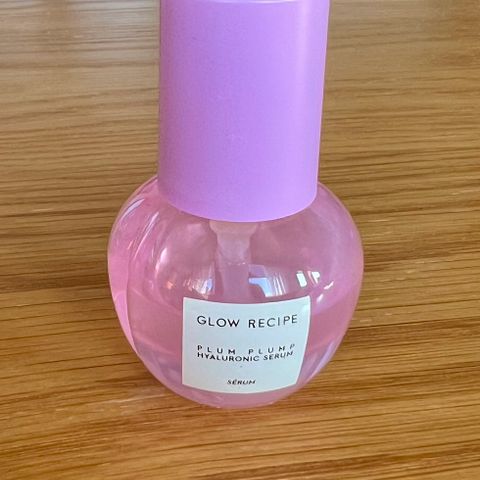 GLOW RECIPE
PLUM PLUMP
HYALURONIC SERUM
SÉRUM